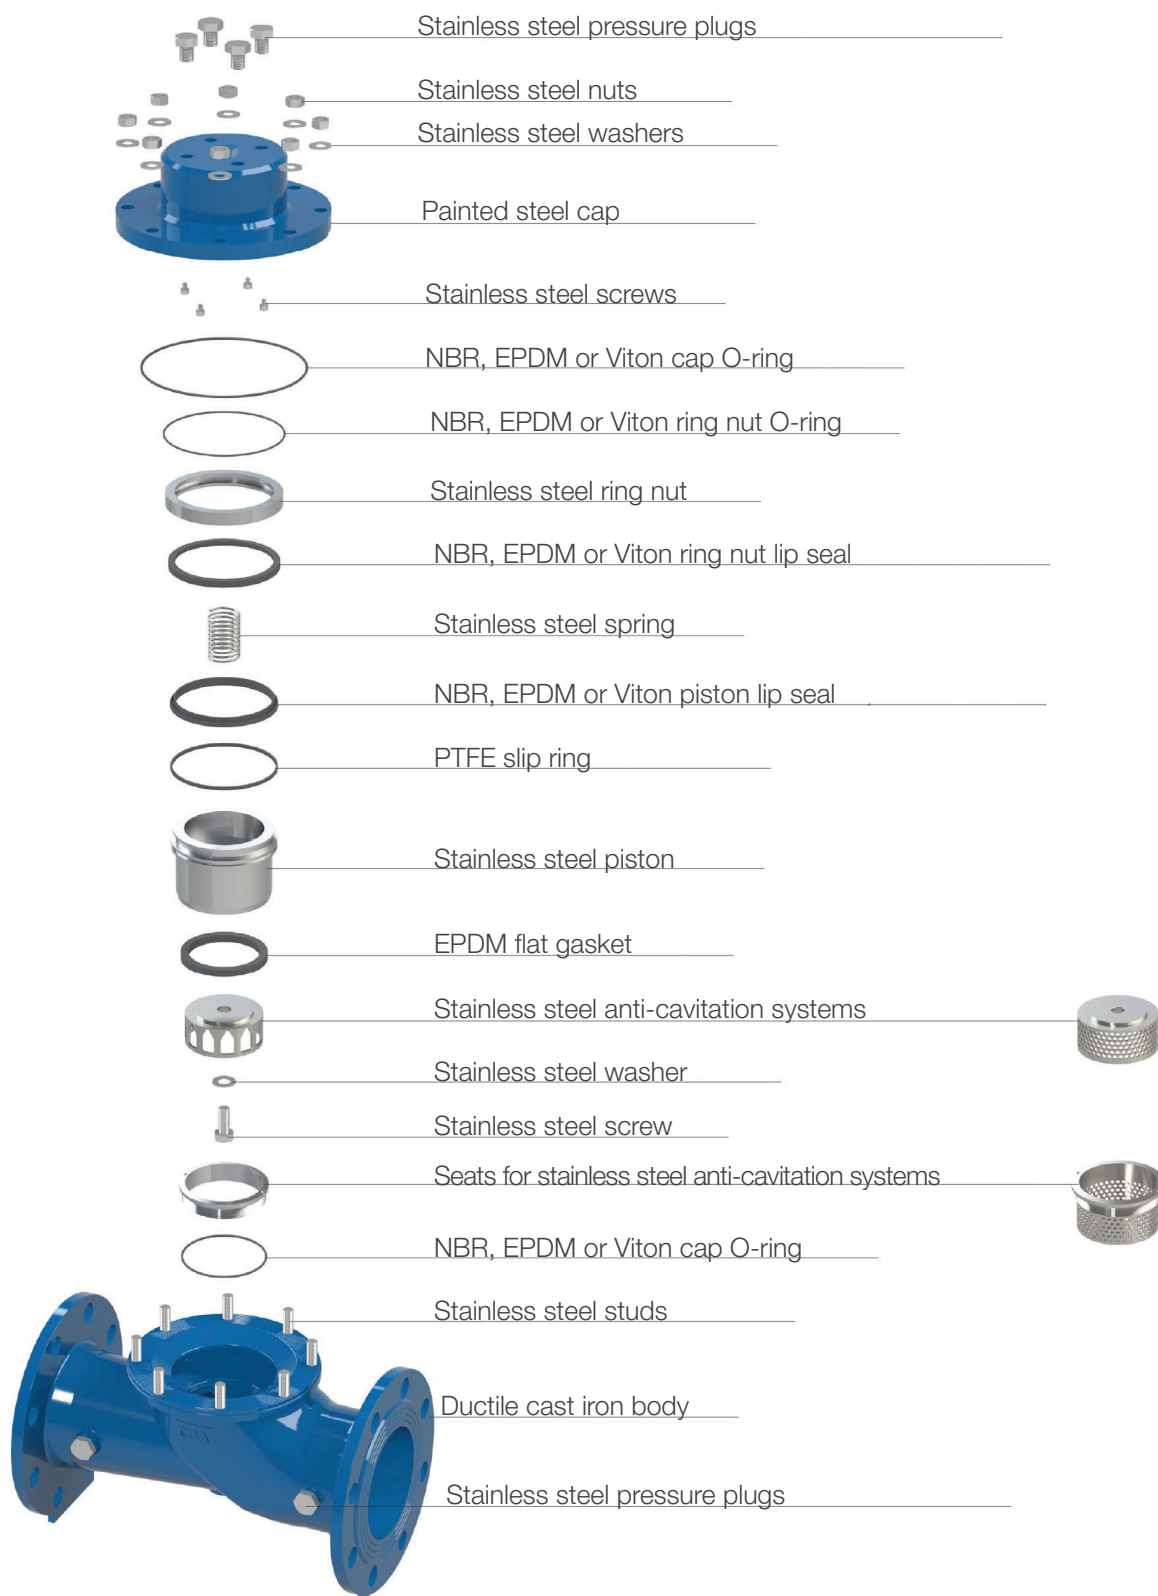 Stainless steel pressure plugs
Stainless steel nuts
Stainless steel washers
Painted steel cap
Stainless steel screws
NBR, EPDM or Viton cap O-ring
NBR, EPDM or Viton ring nut O-ring
Stainless steel ring nut
NBR, EPDM or Viton ring nut lip seal
Stainless steel spring
NBR, EPDM or Viton piston lip seal
PTFE slip ring
Stainless steel piston
EPDM flat gasket
Stainless steel anti-cavitation systems
Stainless steel washer
Stainless steel screw
Seats for stainless steel anti-cavitation systems
NBR, EPDM or Viton cap O-ring
Stainless steel studs
Ductile cast iron body
Stainless steel pressure plugs